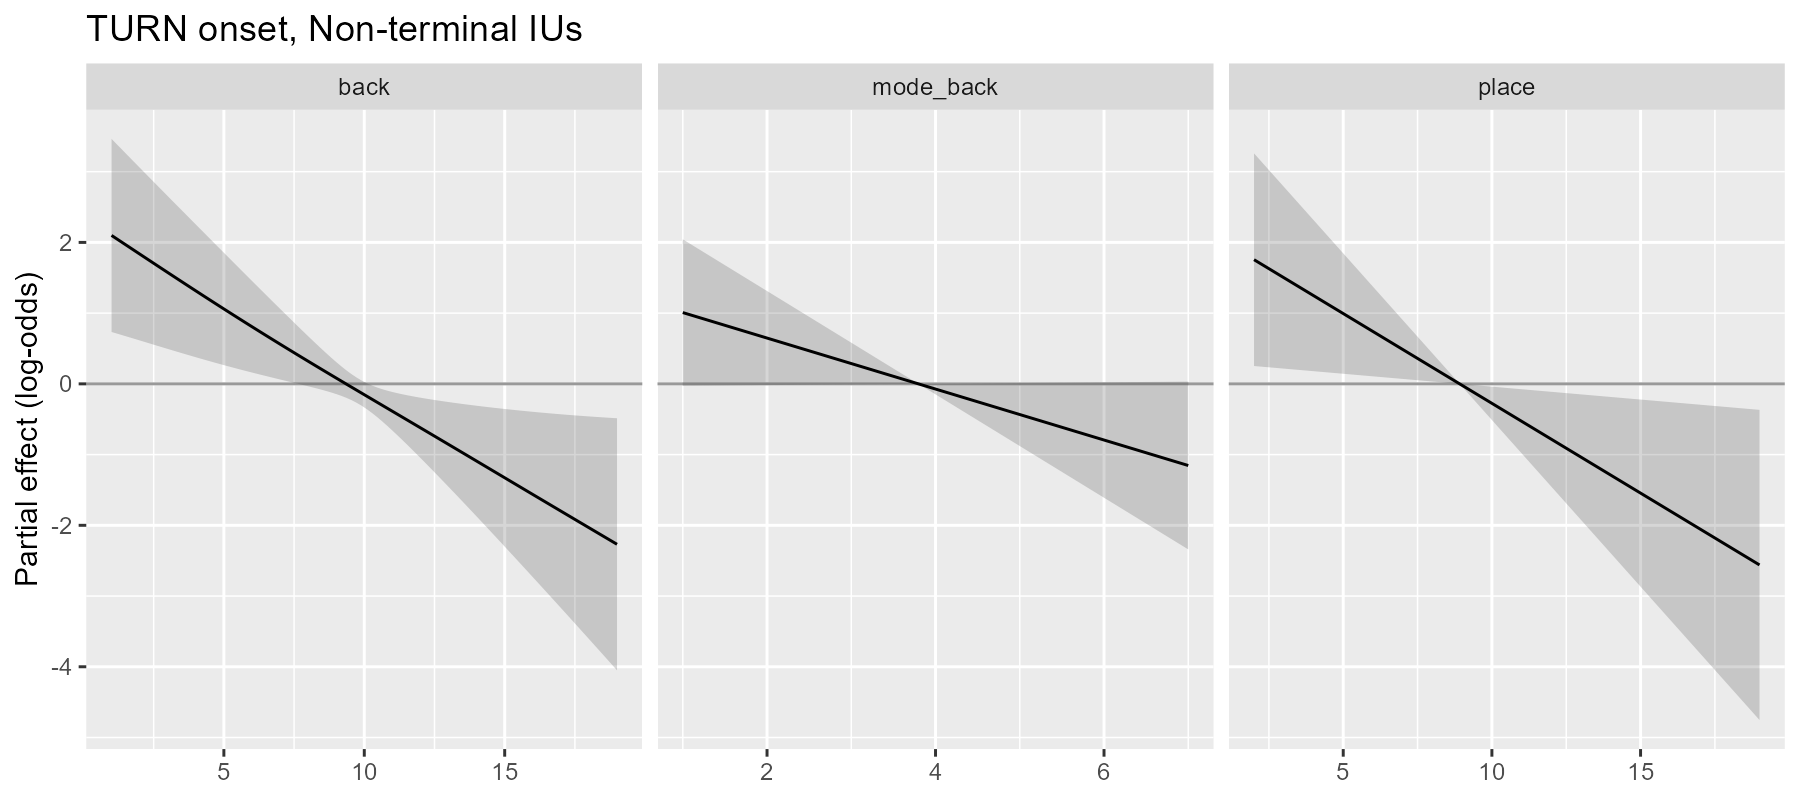 TURN onset, Non-terminal IUs
back
mode_back
place
Partial effect (log-odds)
2
0
-2
-4
5 10 15
2 4 6
5 10 15